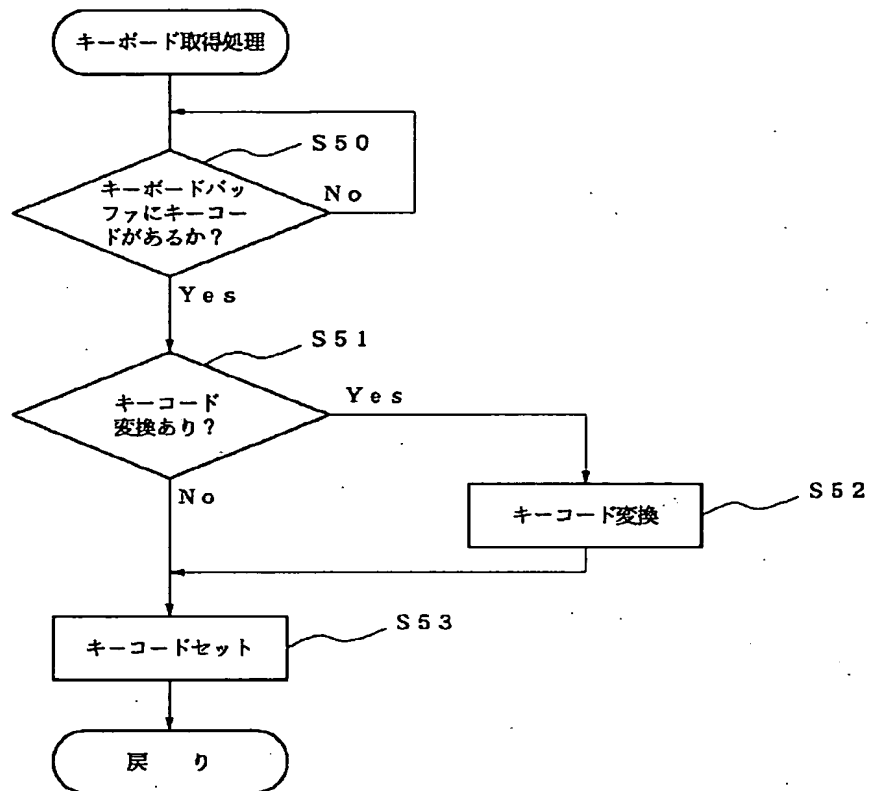 キーボード取得処理
S50
キーボードバッ
ファにキーコー
ドがあるか？
No
Yes
S51
キーコード
変換あり？
Yes
No
S52
キーコード変換
S53
キーコードセット
戻り